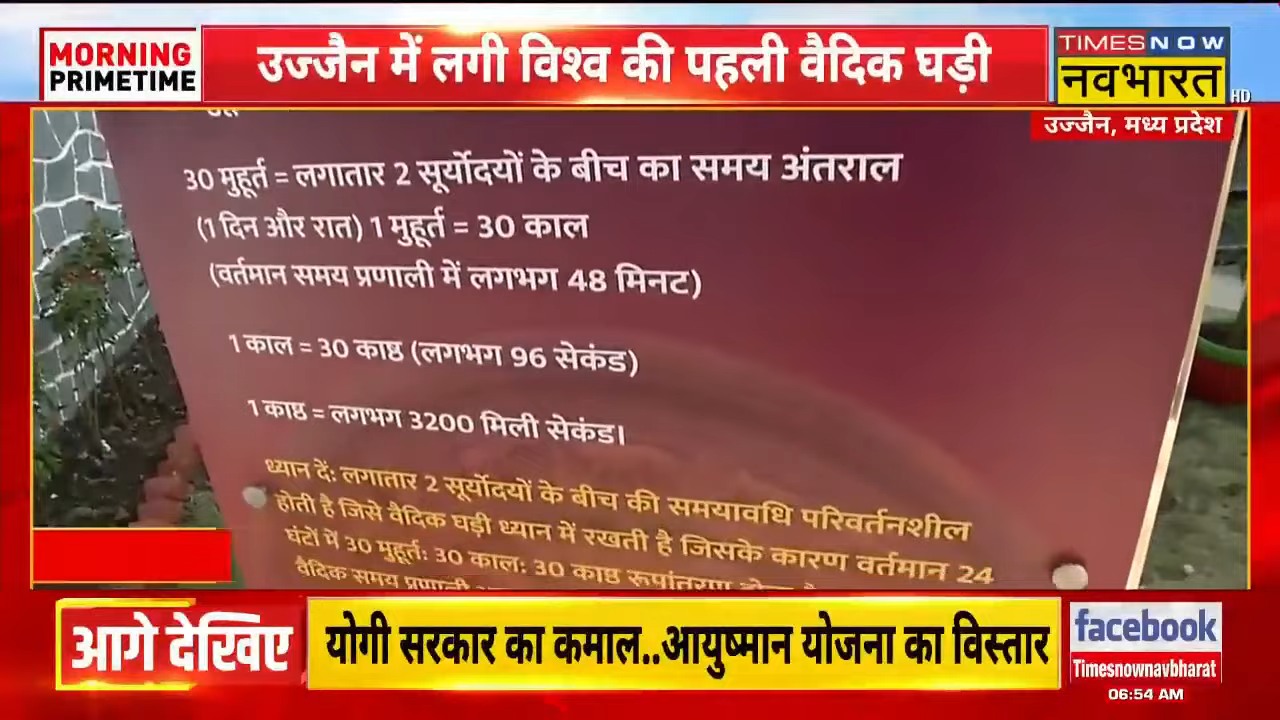 MORNING
PRIMETIME
उज्जैन में लगी विश्व की पहली वैदिक घड़ी
TIMES NOW
नवभारत
HD
उज्जैन, मध्य प्रदेश
30 मुहूर्त = लगातार 2 सूर्योदयों के बीच का समय अंतराल
(1 दिन और रात) 1 मुहूर्त = 30 काल
(वर्तमान समय प्रणाली में लगभग 48 मिनट)
1 काल = 30 काष्ठ (लगभग 96 सेकंड)
1 काष्ठ = लगभग 3200 मिली सेकंड।
ध्यान दें: लगातार 2 सूर्योदयों के बीच की समयावधि परिवर्तनशील
होती है जिसे वैदिक घड़ी ध्यान में रखती है जिसके कारण वर्तमान 24
घंटों में 30 मुहूर्त: 30 काल: 30 काष्ठ रूपांतरण
वैदिक समय प्रणाली
आगे देखिए
योगी सरकार का कमाल..आयुष्मान योजना का विस्तार
facebook
Timesnownavbharat
06:54 AM